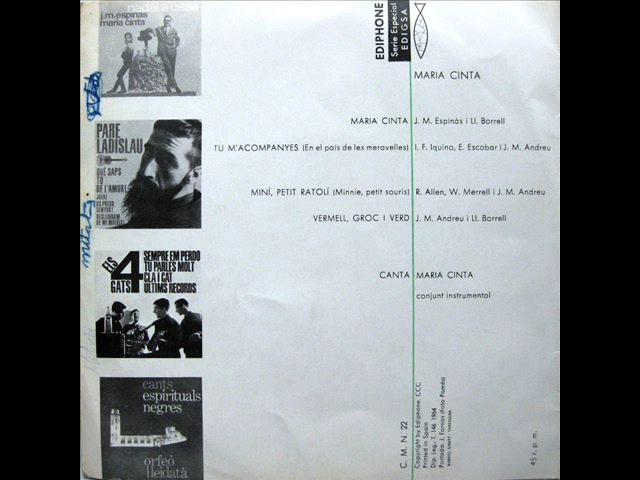 nadal a casa
j.m. espinàs
maria cinta
EDIPHONE
Serie Especial
EDIGSA
MARIA CINTA
MARIA CINTA J. M. Espinàs i Ll. Borrell
TU M'ACOMPANYES (En el país de les meravelles) I. F. Iquino, E. Escobar i J. M. Andreu
MINÍ, PETIT RATOLÍ (Minnie, petit souris) R. Allen, W. Merrell i J. M. Andreu
VERMELL, GROC I VERD J. M. Andreu i Ll. Borrell
CANTA MARIA CINTA
conjunt instrumental
PARE
LADISLAU
QUÈ SAPS
TU
DE L'AMOR!
ELS
4
GATS
SEMPRE EM PERDO
TU PARLES MOLT
CLA I CAT
ULTIMS RECORDS
cants
espirituals
negres
orfeó
lleidatà
C. M. N. 22
Copyright by Ediphone, CCC
Printed in Spain
Dip. Leg.: T. 146 1964
Portada: J. Fornas (Foto Pomés)
45 r. p. m.